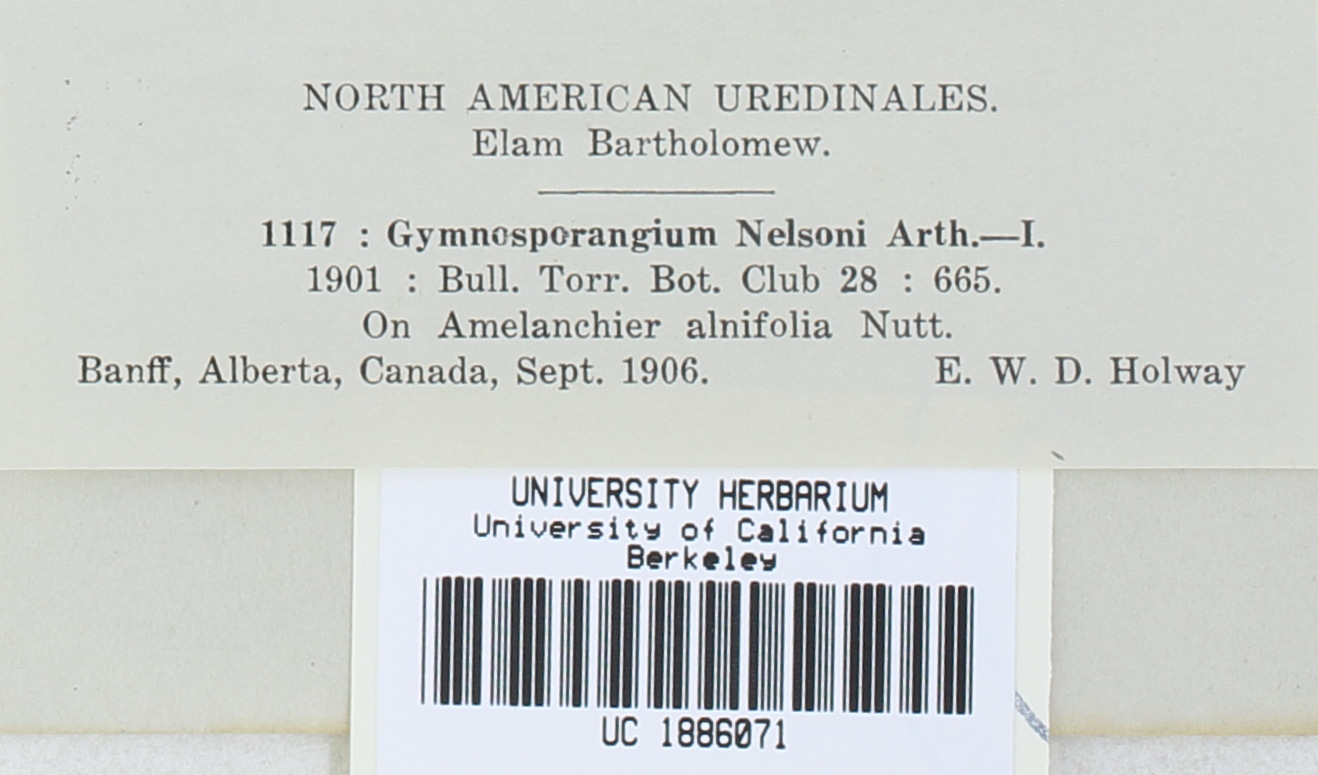 NORTH AMERICAN UREDINALES.
Elam Bartholomew.
1117 : Gymnosporangium Nelsoni Arth.—I.
1901 : Bull. Torr. Bot. Club 28 : 665.
On Amelanchier alnifolia Nutt.
Banff, Alberta, Canada, Sept. 1906. E. W. D. Holway
UNIVERSITY HERBARIUM
University of California
Berkeley
UC 1886071